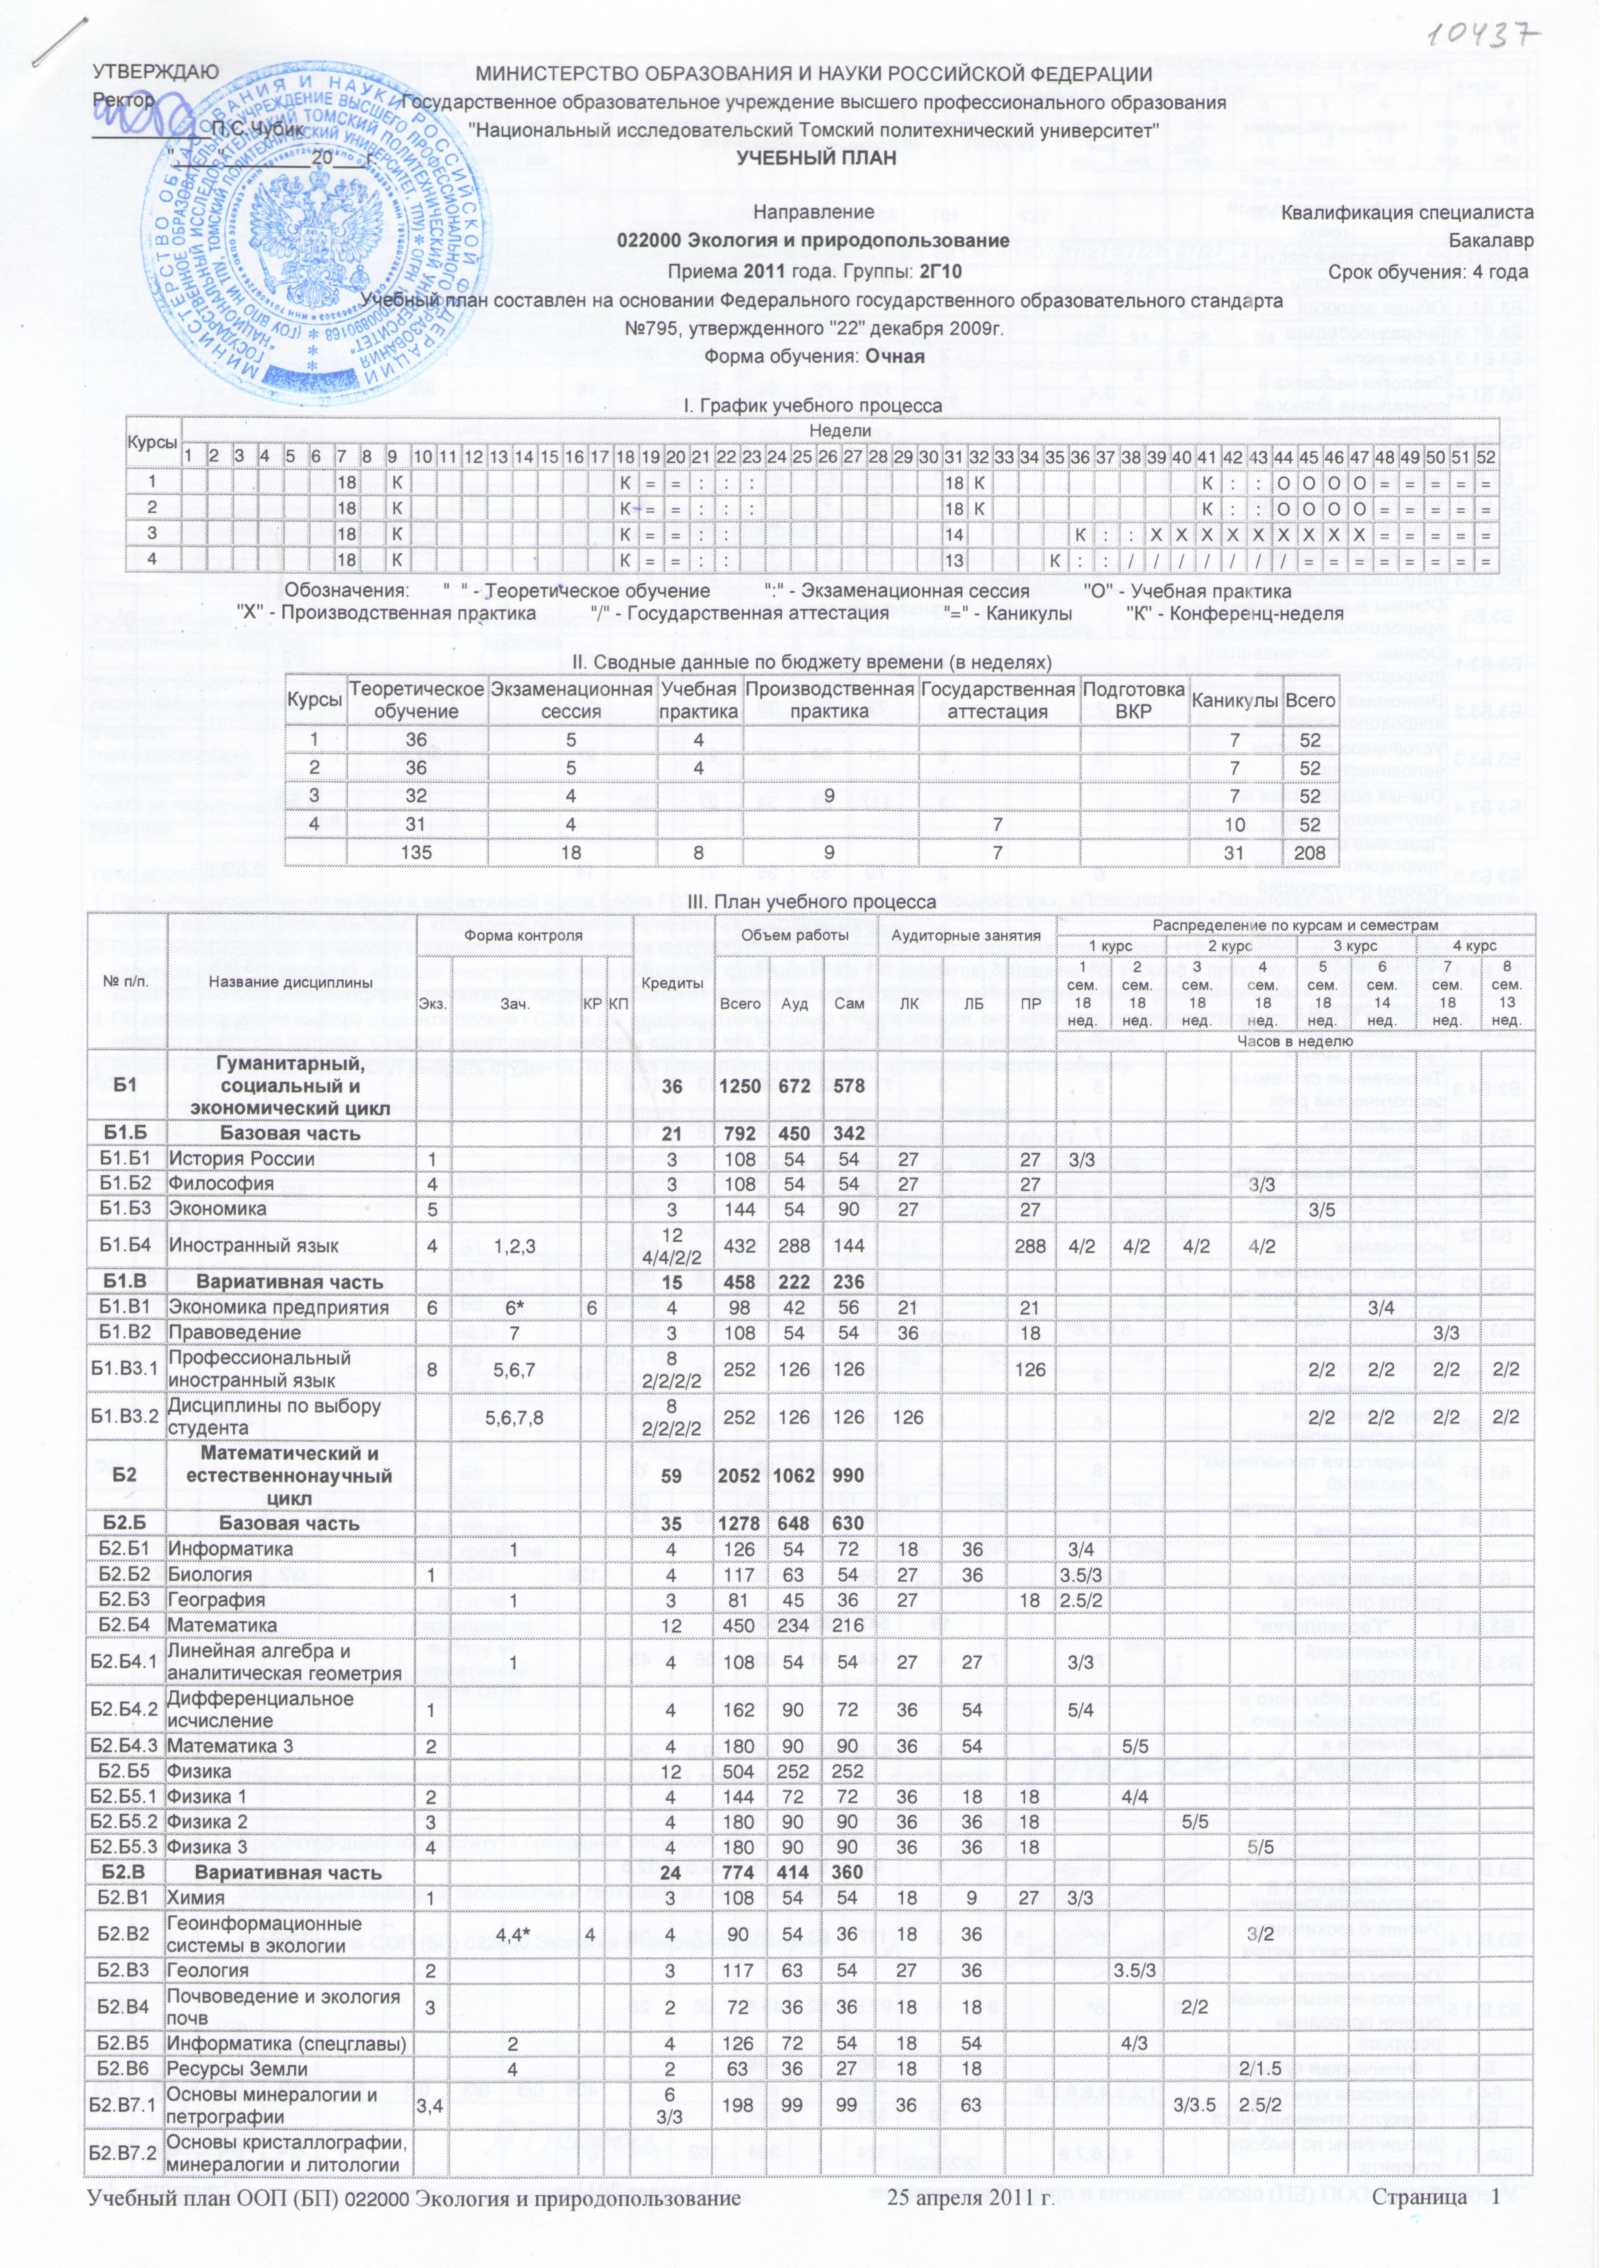 10437
УТВЕРЖДАЮ
Ректор
П.С.Чубик
"___"__________20___г.
МИНИСТЕРСТВО ОБРАЗОВАНИЯ И НАУКИ РОССИЙСКОЙ ФЕДЕРАЦИИ
Государственное образовательное учреждение высшего профессионального образования
"Национальный исследовательский Томский политехнический университет"
УЧЕБНЫЙ ПЛАН
Направление
Квалификация специалиста
022000 Экология и природопользование
Бакалавр
Приема 2011 года. Группы: 2Г10
Срок обучения: 4 года
Учебный план составлен на основании Федерального государственного образовательного стандарта
№795, утвержденного "22" декабря 2009г.
Форма обучения: Очная
I. График учебного процесса
Курсы Недели
1 2 3 4 5 6 7 8 9 10 11 12 13 14 15 16 17 18 19 20 21 22 23 24 25 26 27 28 29 30 31 32 33 34 35 36 37 38 39 40 41 42 43 44 45 46 47 48 49 50 51 52
1 18 К К = = : : : 18 К К : : О О О О = = = = =
2 18 К К = = : : : 18 К К : : О О О О = = = = =
3 18 К К = = : : 14 К : : Х Х Х Х Х Х Х Х Х = = = = =
4 18 К К = = : : 13 К : : / / / / / / / = = = = = = = =
Обозначения: " " - Теоретическое обучение ":" - Экзаменационная сессия "О" - Учебная практика
"Х" - Производственная практика "/" - Государственная аттестация "=" - Каникулы "К" - Конференц-неделя
II. Сводные данные по бюджету времени (в неделях)
Курсы Теоретическое обучение Экзаменационная сессия Учебная практика Производственная практика Государственная аттестация Подготовка ВКР Каникулы Всего
1 36 5 4 7 52
2 36 5 4 7 52
3 32 4 9 7 52
4 31 4 7 10 52
135 18 8 9 7 31 208
III. План учебного процесса
№ п/п. Название дисциплины Форма контроля Кредиты Объем работы Аудиторные занятия Распределение по курсам и семестрам
1 курс 2 курс 3 курс 4 курс
Экз. Зач. КР КП Всего Ауд Сам ЛК ЛБ ПР 1 сем. 18 нед. 2 сем. 18 нед. 3 сем. 18 нед. 4 сем. 18 нед. 5 сем. 18 нед. 6 сем. 14 нед. 7 сем. 18 нед. 8 сем. 13 нед.
Часов в неделю
Б1 Гуманитарный, социальный и экономический цикл 36 1250 672 578
Б1.Б Базовая часть 21 792 450 342
Б1.Б1 История России 1 3 108 54 54 27 27 3/3
Б1.Б2 Философия 4 3 108 54 54 27 27 3/3
Б1.Б3 Экономика 5 3 144 54 90 27 27 3/5
Б1.Б4 Иностранный язык 4 1,2,3 12 4/4/2/2 432 288 144 288 4/2 4/2 4/2 4/2
Б1.В Вариативная часть 15 458 222 236
Б1.В1 Экономика предприятия 6 6* 6 4 98 42 56 21 21 3/4
Б1.В2 Правоведение 7 3 108 54 54 36 18 3/3
Б1.В3.1 Профессиональный иностранный язык 8 5,6,7 8 2/2/2/2 252 126 126 126 2/2 2/2 2/2 2/2
Б1.В3.2 Дисциплины по выбору студента 5,6,7,8 8 2/2/2/2 252 126 126 126 2/2 2/2 2/2 2/2
Б2 Математический и естественнонаучный цикл 59 2052 1062 990
Б2.Б Базовая часть 35 1278 648 630
Б2.Б1 Информатика 1 4 126 54 72 18 36 3/4
Б2.Б2 Биология 1 4 117 63 54 27 36 3.5/3
Б2.Б3 География 1 3 81 45 36 27 18 2.5/2
Б2.Б4 Математика 12 450 234 216
Б2.Б4.1 Линейная алгебра и аналитическая геометрия 1 4 108 54 54 27 27 3/3
Б2.Б4.2 Дифференциальное исчисление 1 4 162 90 72 36 54 5/4
Б2.Б4.3 Математика 3 2 4 180 90 90 36 54 5/5
Б2.Б5 Физика 12 504 252 252
Б2.Б5.1 Физика 1 2 4 144 72 72 36 18 18 4/4
Б2.Б5.2 Физика 2 3 4 180 90 90 36 36 18 5/5
Б2.Б5.3 Физика 3 4 4 180 90 90 36 36 18 5/5
Б2.В Вариативная часть 24 774 414 360
Б2.В1 Химия 1 3 108 54 54 18 9 27 3/3
Б2.В2 Геоинформационные системы в экологии 4,4* 4 4 90 54 36 18 36 3/2
Б2.В3 Геология 2 3 117 63 54 27 36 3.5/3
Б2.В4 Почвоведение и экология почв 3 2 72 36 36 18 18 2/2
Б2.В5 Информатика (спецглавы) 2 4 126 72 54 18 54 4/3
Б2.В6 Ресурсы Земли 4 2 63 36 27 18 18 2/1.5
Б2.В7.1 Основы минералогии и петрографии 3,4 6 3/3 198 99 99 36 63 3/3.5 2.5/2
Б2.В7.2 Основы кристаллографии, минералогии и литологии
Учебный план ООП (БП) 022000 Экология и природопользование 25 апреля 2011 г. Страница 1